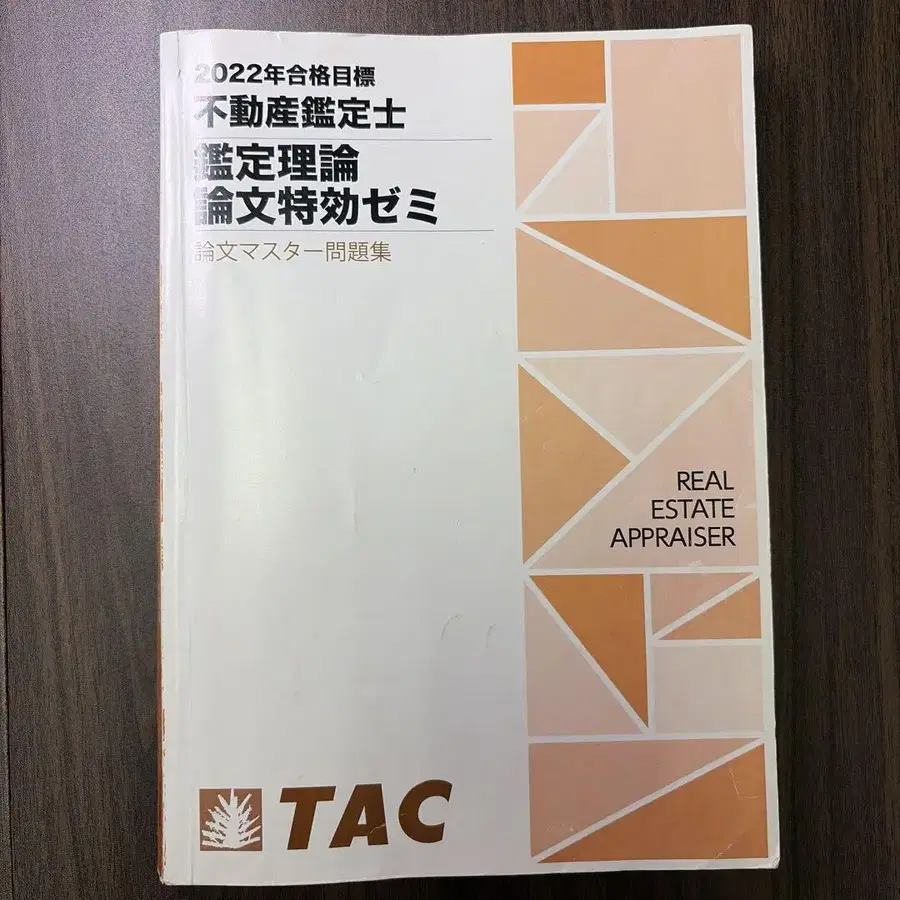 2022年合格目標
不動産鑑定士
鑑定理論
論文特効ゼミ
論文マスター問題集
REAL
ESTATE
APPRAISER
TAC